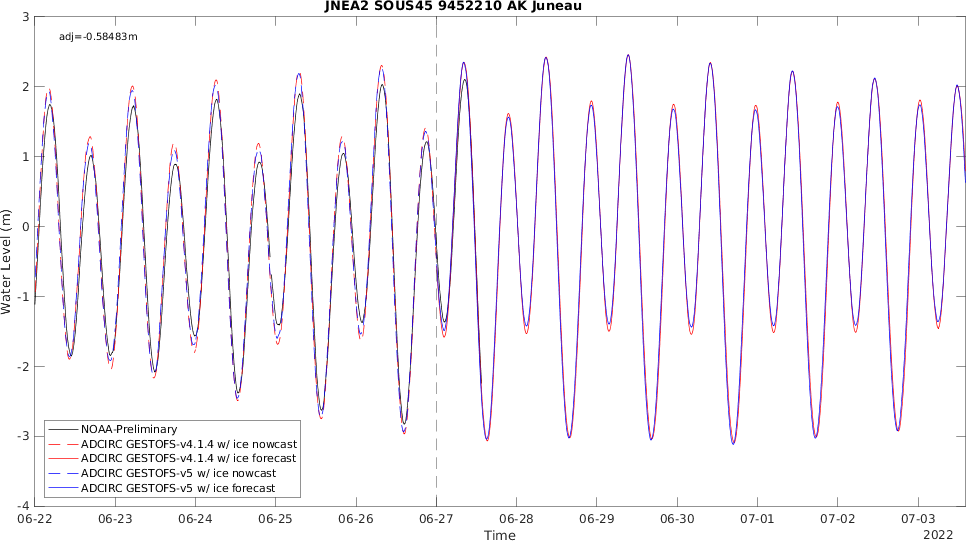 JNEA2 SOUS45 9452210 AK Juneau
adj=-0.58483m
3
2
1
0
-1
-2
-3
-4
Water Level (m)
NOAA-Preliminary
ADCIRC GESTOFS-v4.1.4 w/ ice nowcast
ADCIRC GESTOFS-v4.1.4 w/ ice forecast
ADCIRC GESTOFS-v5 w/ ice nowcast
ADCIRC GESTOFS-v5 w/ ice forecast
06-22 06-23 06-24 06-25 06-26 06-27 06-28 06-29 06-30 07-01 07-02 07-03
Time
2022